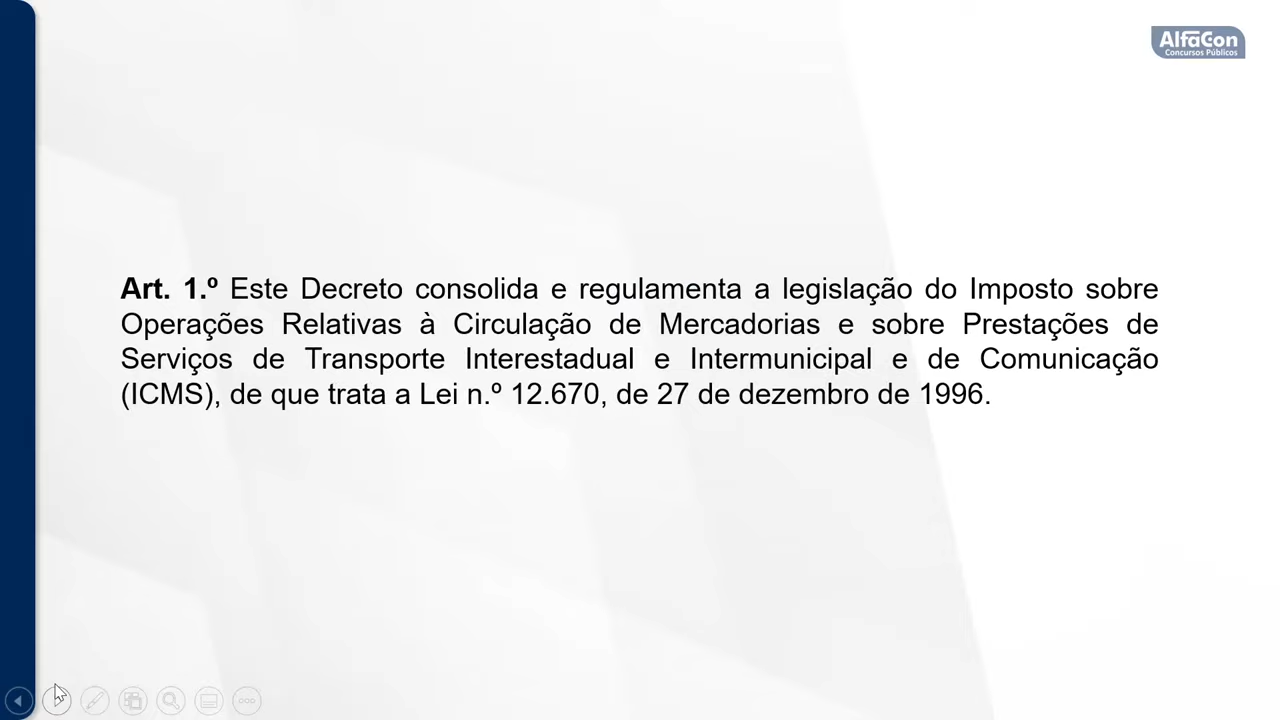 AlfaCon
Concursos Públicos
Art. 1.º Este Decreto consolida e regulamenta a legislação do Imposto sobre
Operações Relativas à Circulação de Mercadorias e sobre Prestações de
Serviços de Transporte Interestadual e Intermunicipal e de Comunicação
(ICMS), de que trata a Lei n.º 12.670, de 27 de dezembro de 1996.